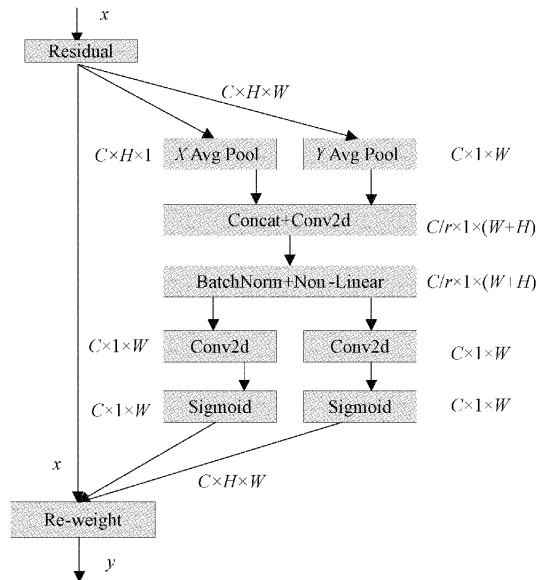 x
Residual
C×H×W
C×H×1
X Avg Pool
Y Avg Pool
C×1×W
Concat+Conv2d
C/r×1×(W+H)
BatchNorm+Non-Linear
C/r×1×(W+H)
C×1×W
Conv2d
Conv2d
C×1×W
C×1×W
Sigmoid
Sigmoid
C×1×W
x
C×H×W
Re-weight
y